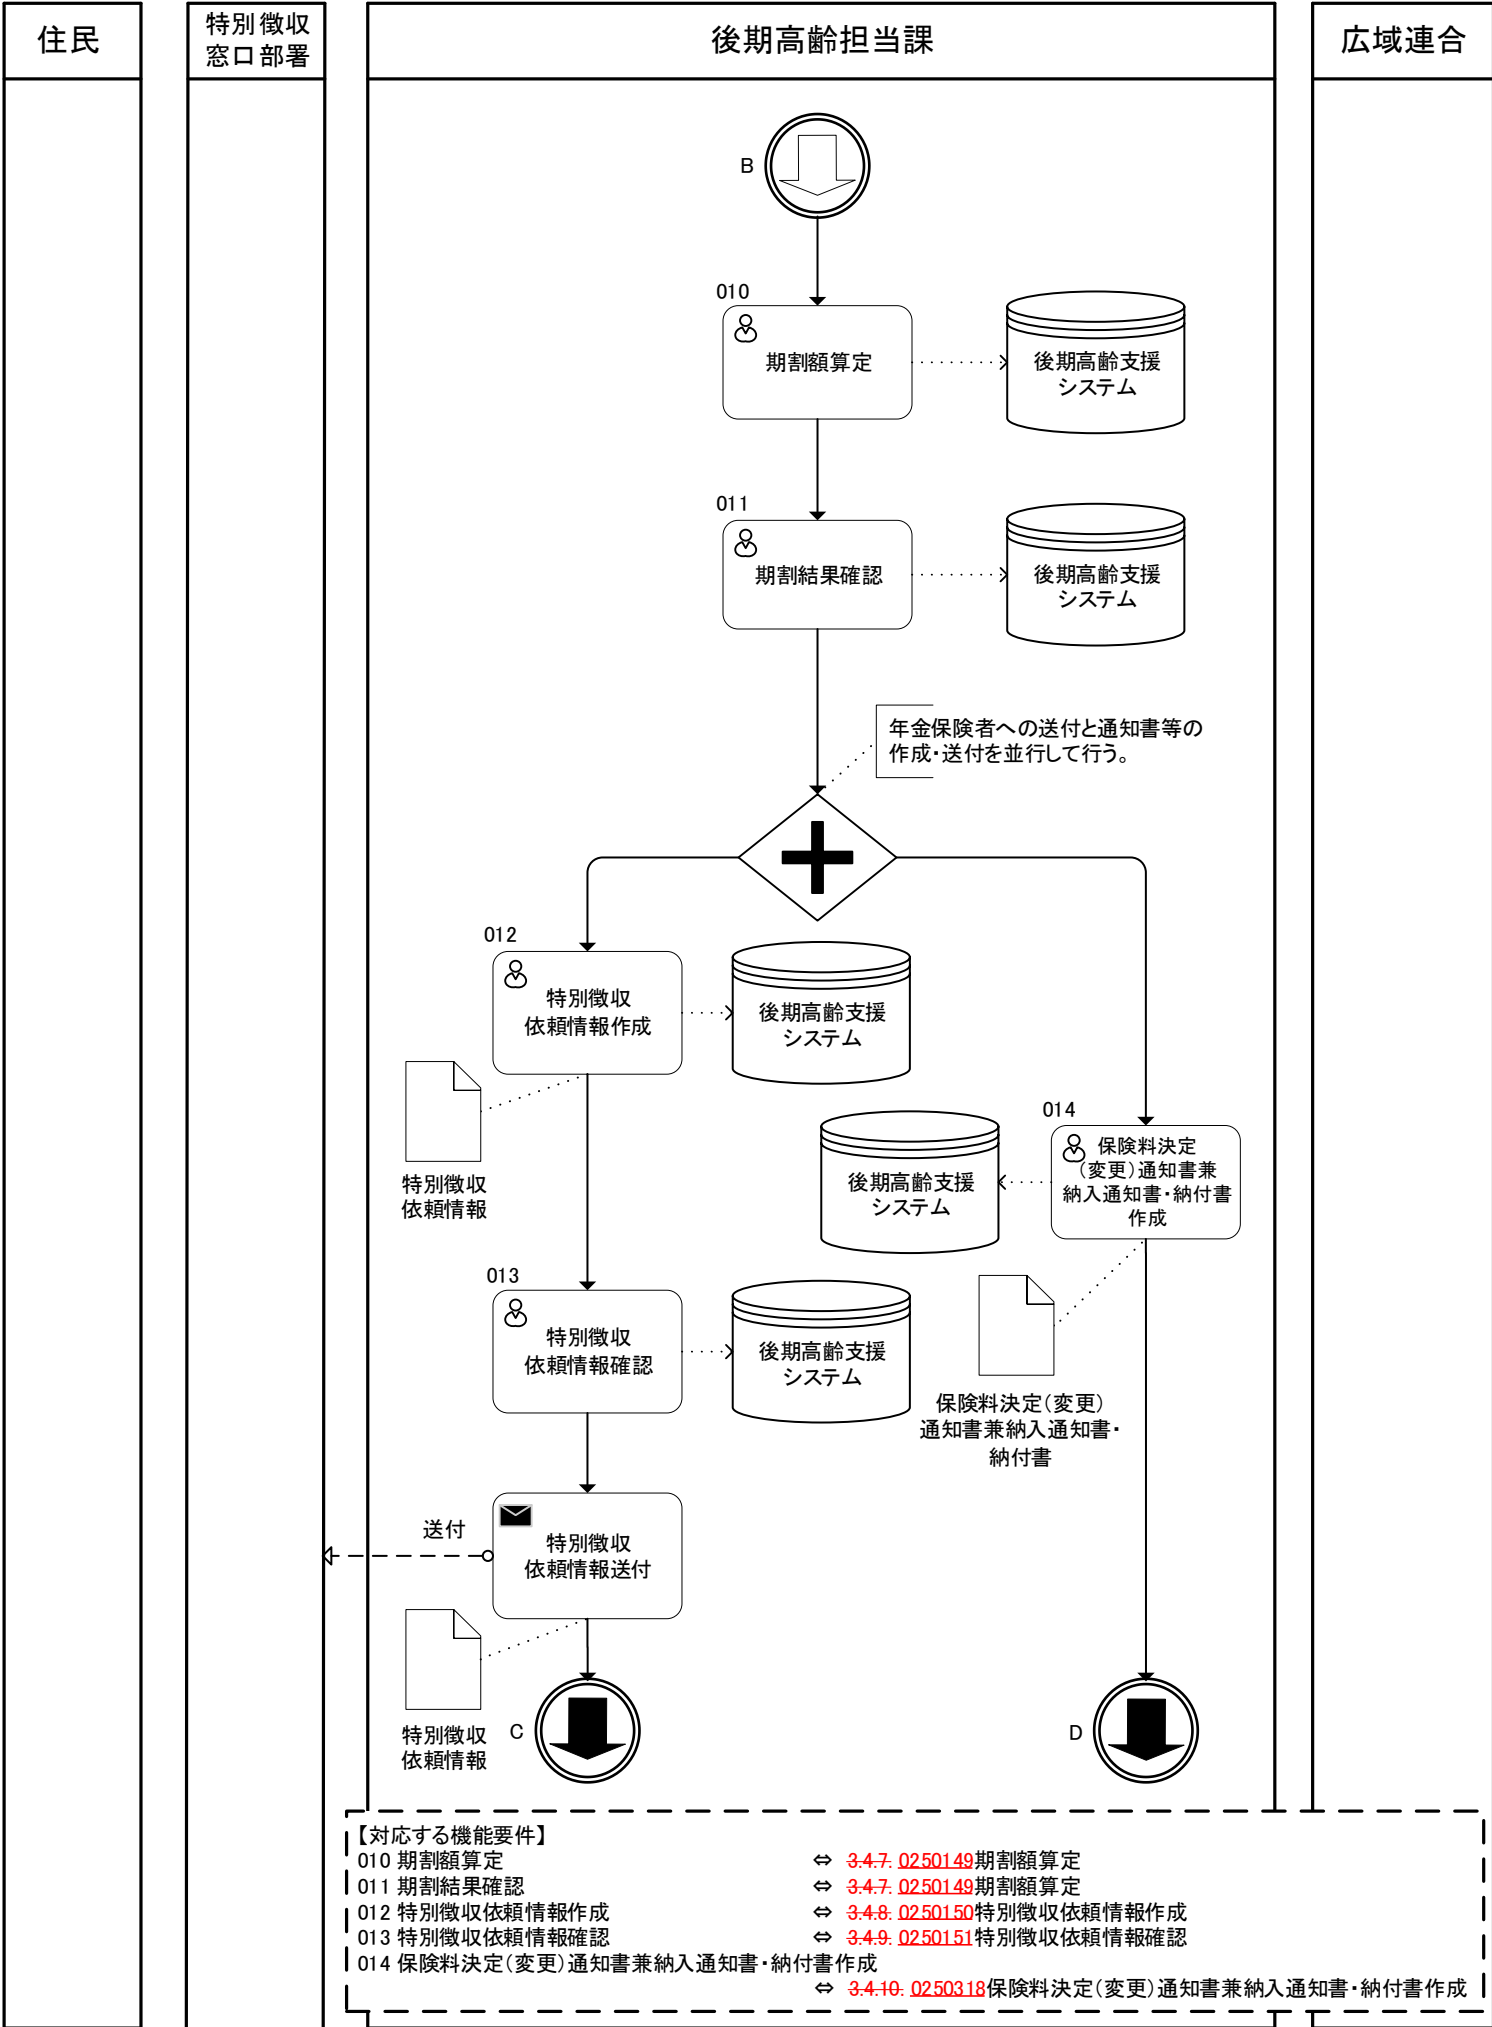 住民
特別徴収
窓口部署
後期高齢担当課
広域連合
B
010
期割額算定
後期高齢支援
システム
011
期割結果確認
後期高齢支援
システム
年金保険者への送付と通知書等の
作成・送付を並行して行う。
012
特別徴収
依頼情報作成
後期高齢支援
システム
特別徴収
依頼情報
014
保険料決定
(変更)通知書兼
納入通知書・納付書
作成
後期高齢支援
システム
013
特別徴収
依頼情報確認
後期高齢支援
システム
保険料決定(変更)
通知書兼納入通知書・
納付書
送付
特別徴収
依頼情報送付
特別徴収
依頼情報
C
D
【対応する機能要件】
010 期割額算定 ⇔ 3.4.7. 0250149期割額算定
011 期割結果確認 ⇔ 3.4.7. 0250149期割額算定
012 特別徴収依頼情報作成 ⇔ 3.4.8. 0250150特別徴収依頼情報作成
013 特別徴収依頼情報確認 ⇔ 3.4.9. 0250151特別徴収依頼情報確認
014 保険料決定(変更)通知書兼納入通知書・納付書作成
⇔ 3.4.10. 0250318保険料決定(変更)通知書兼納入通知書・納付書作成